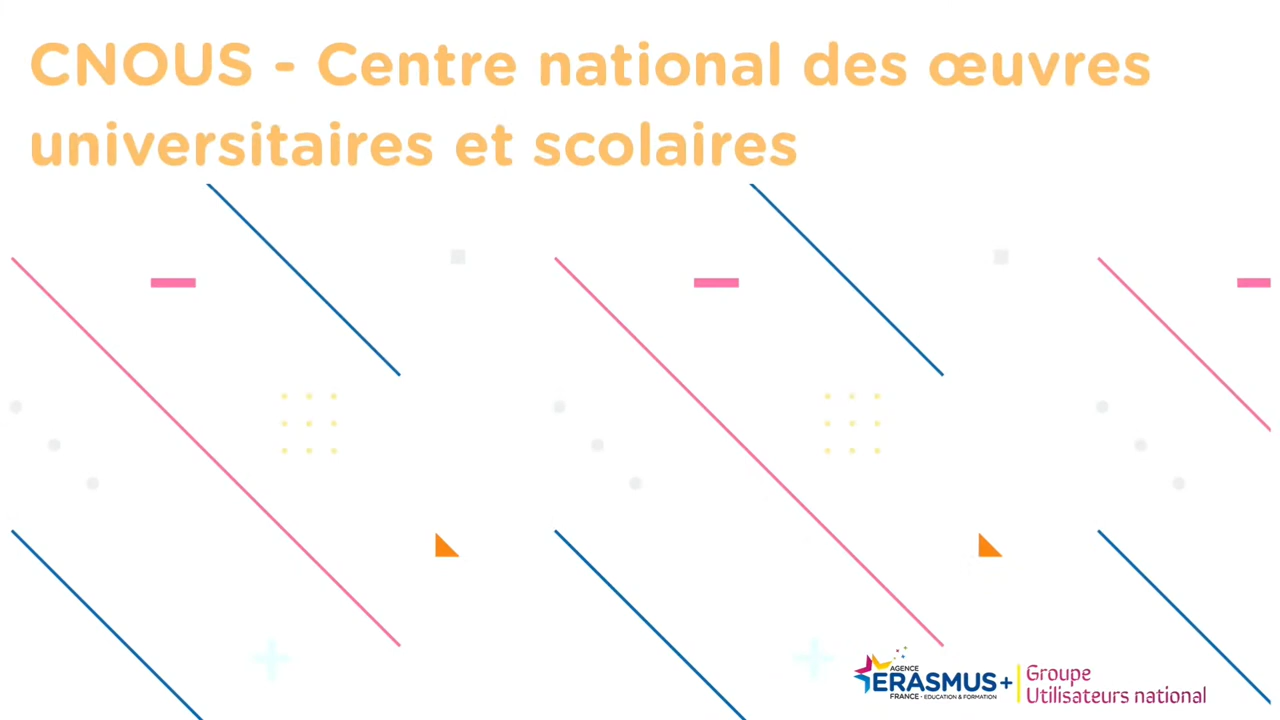 CNOUS - Centre national des œuvres
universitaires et scolaires
AGENCE
ERASMUS+
FRANCE - EDUCATION & FORMATION
Groupe
Utilisateurs national